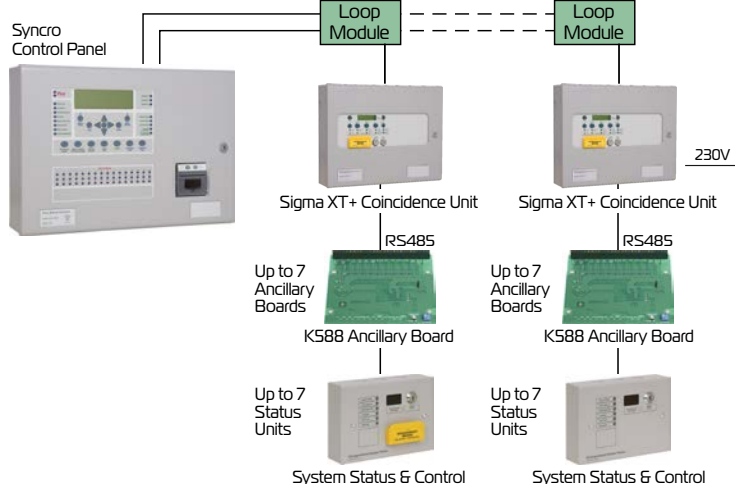 Syncro
Control Panel
Loop
Module
Loop
Module
230V
Sigma XT+ Coincidence Unit
Sigma XT+ Coincidence Unit
RS485
RS485
Up to 7
Ancillary
Boards
Up to 7
Ancillary
Boards
K588 Ancillary Board
K588 Ancillary Board
Up to 7
Status
Units
Up to 7
Status
Units
System Status & Control
System Status & Control